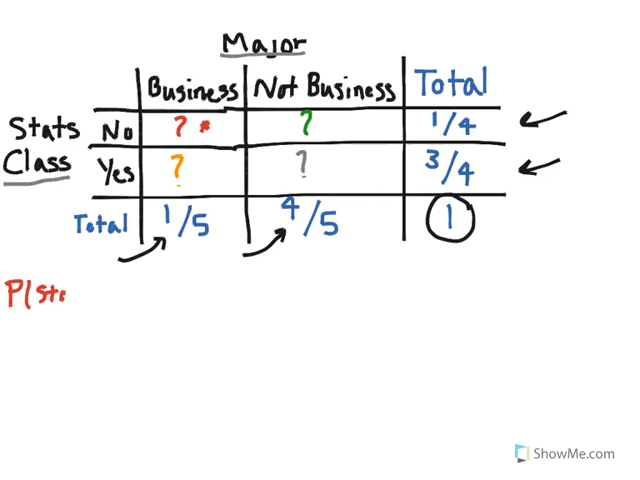 Major
Business Not Business Total
Stats No ? * ? 1/4
Class Yes ? ? 3/4
Total 1/5 4/5 1
P(Sta
ShowMe.com